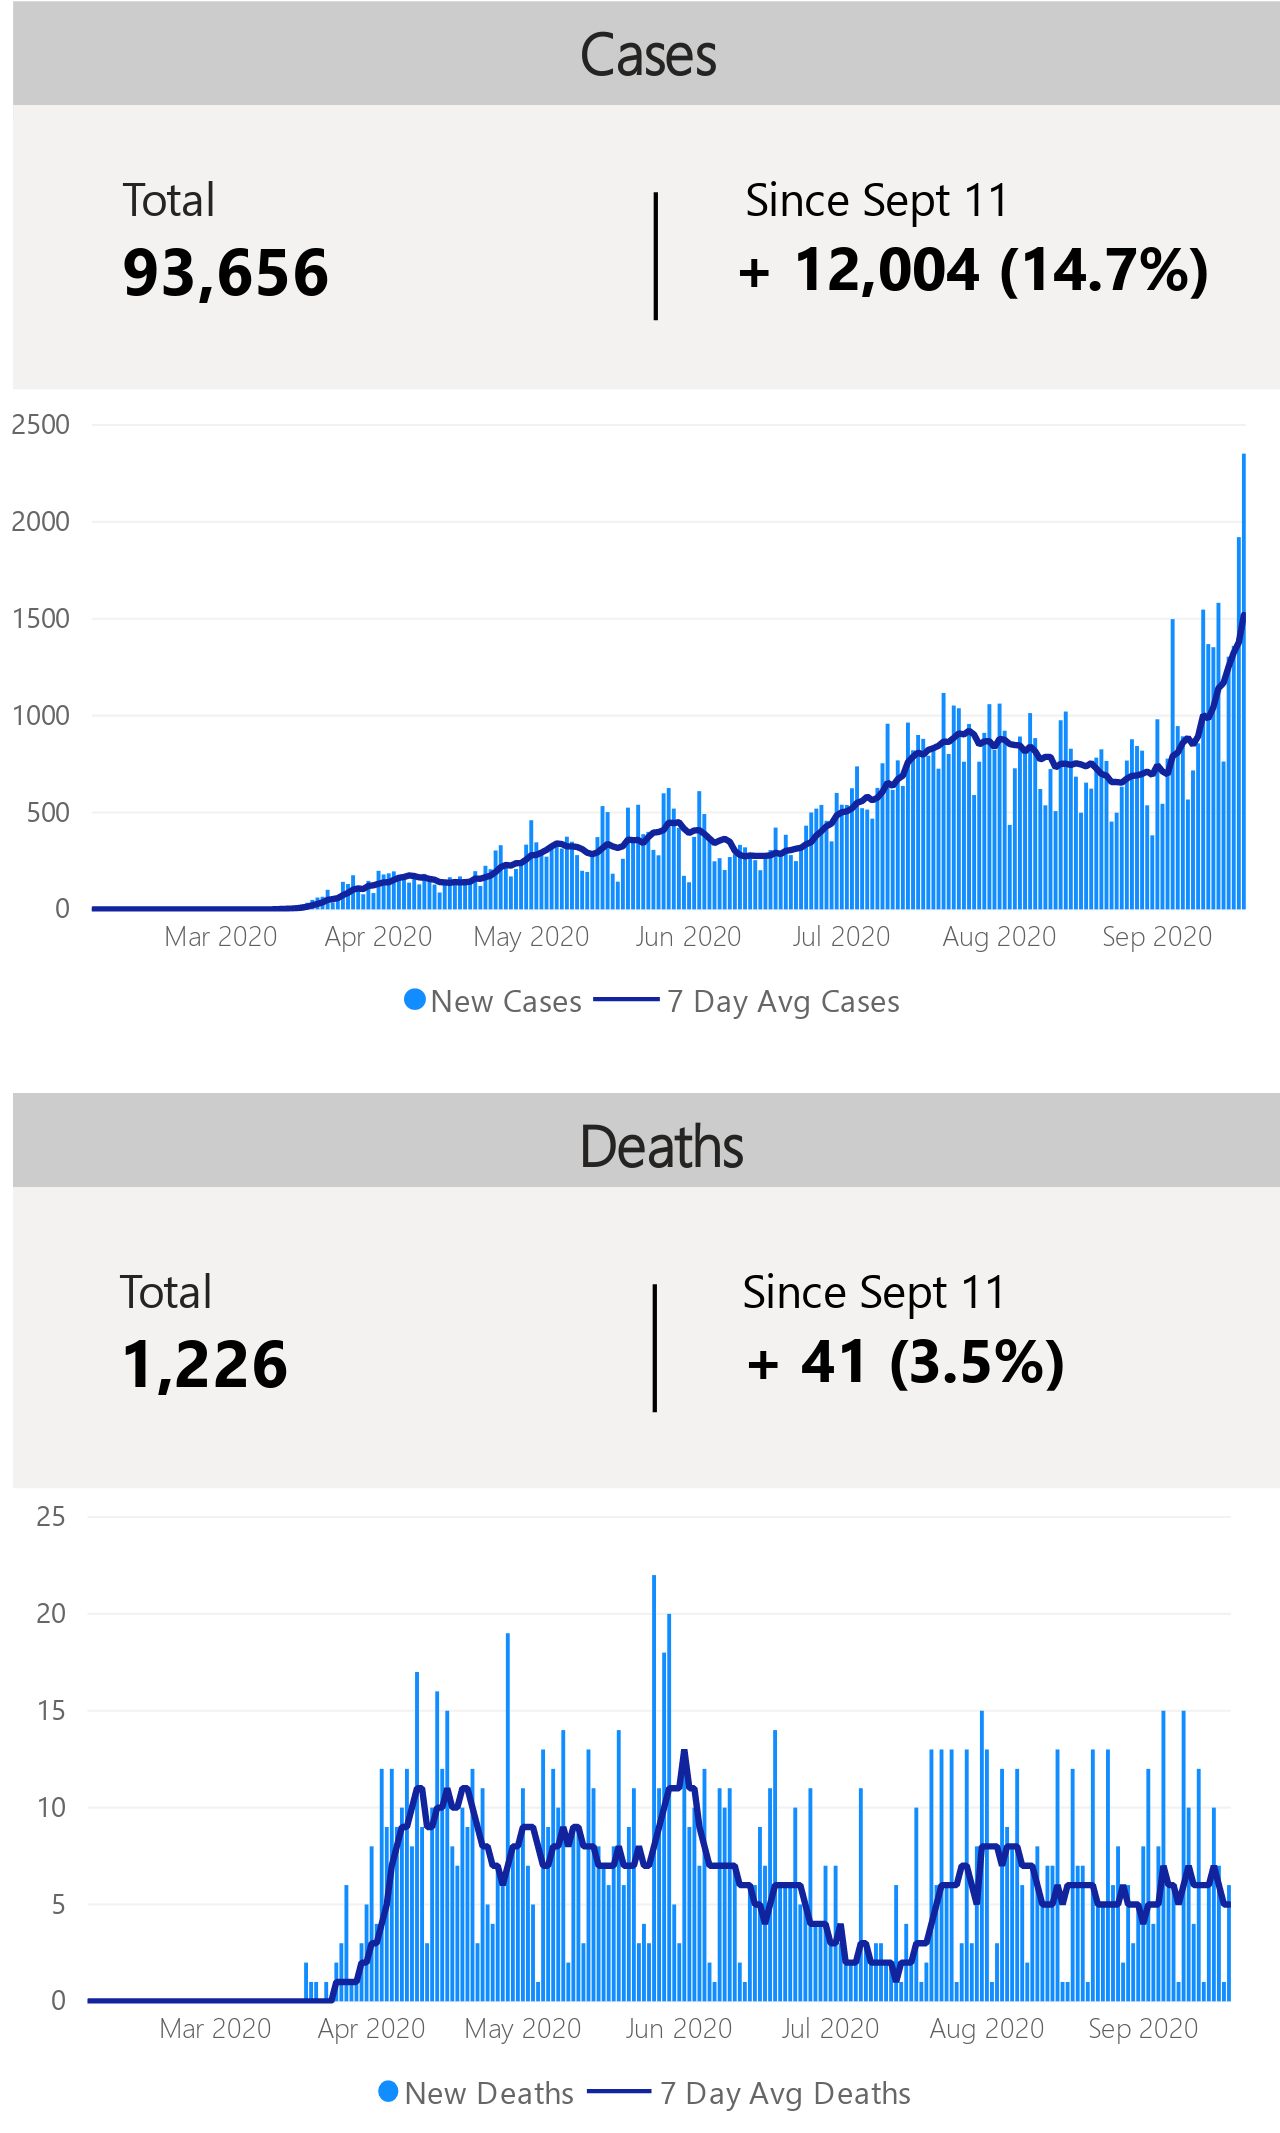 Cases
Total
Since Sept 11
93,656
+ 12,004 (14.7%)
2500
2000
1500
1000
500
0
Mar 2020 Apr 2020 May 2020 Jun 2020 Jul 2020 Aug 2020 Sep 2020
New Cases 7 Day Avg Cases
Deaths
Total
Since Sept 11
1,226
+ 41 (3.5%)
25
20
15
10
5
0
Mar 2020 Apr 2020 May 2020 Jun 2020 Jul 2020 Aug 2020 Sep 2020
New Deaths 7 Day Avg Deaths